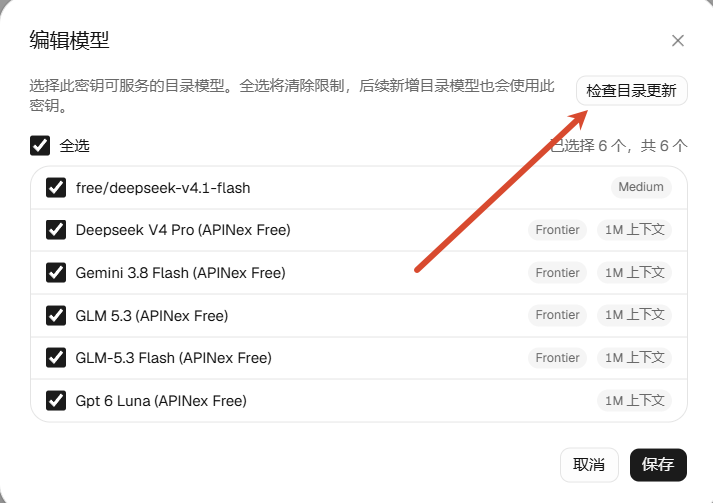 编辑模型
选择此密钥可服务的目录模型。全选将清除限制，后续新增目录模型也会使用此
密钥。
检查目录更新
全选
已选择 6 个，共 6 个
free/deepseek-v4.1-flash Medium
Deepseek V4 Pro (APINex Free) Frontier 1M 上下文
Gemini 3.8 Flash (APINex Free) Frontier 1M 上下文
GLM 5.3 (APINex Free) Frontier 1M 上下文
GLM-5.3 Flash (APINex Free) Frontier 1M 上下文
Gpt 6 Luna (APINex Free) 1M 上下文
取消 保存